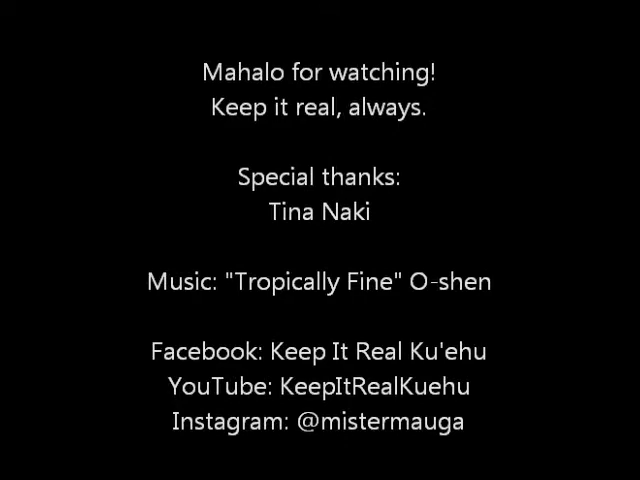 Mahalo for watching!
Keep it real, always.
Special thanks:
Tina Naki
Music: "Tropically Fine" O-shen
Facebook: Keep It Real Ku'ehu
YouTube: KeepItRealKuehu
Instagram: @mistermauga